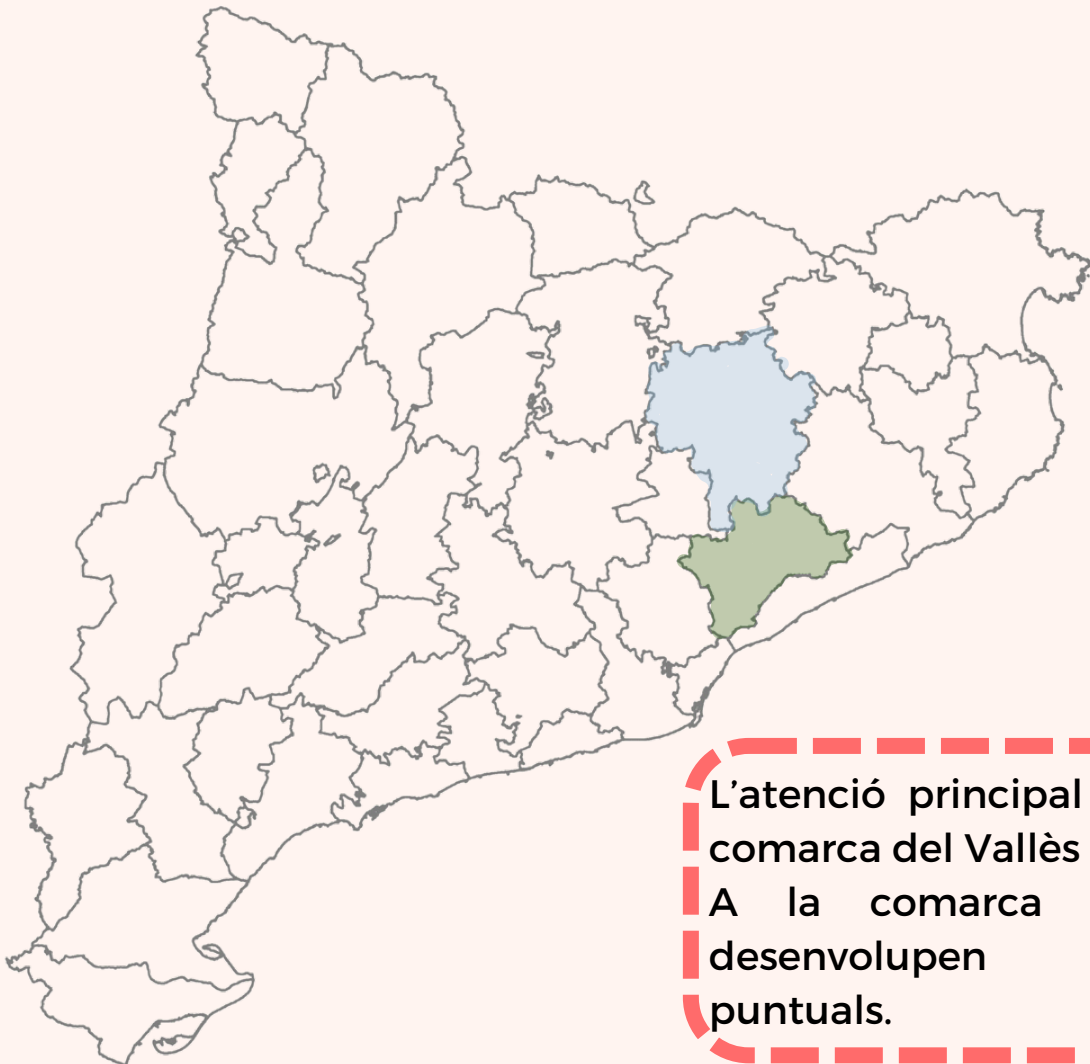 L'atenció principal
comarca del Vallès
A la comarca
desenvolupen
puntuals.